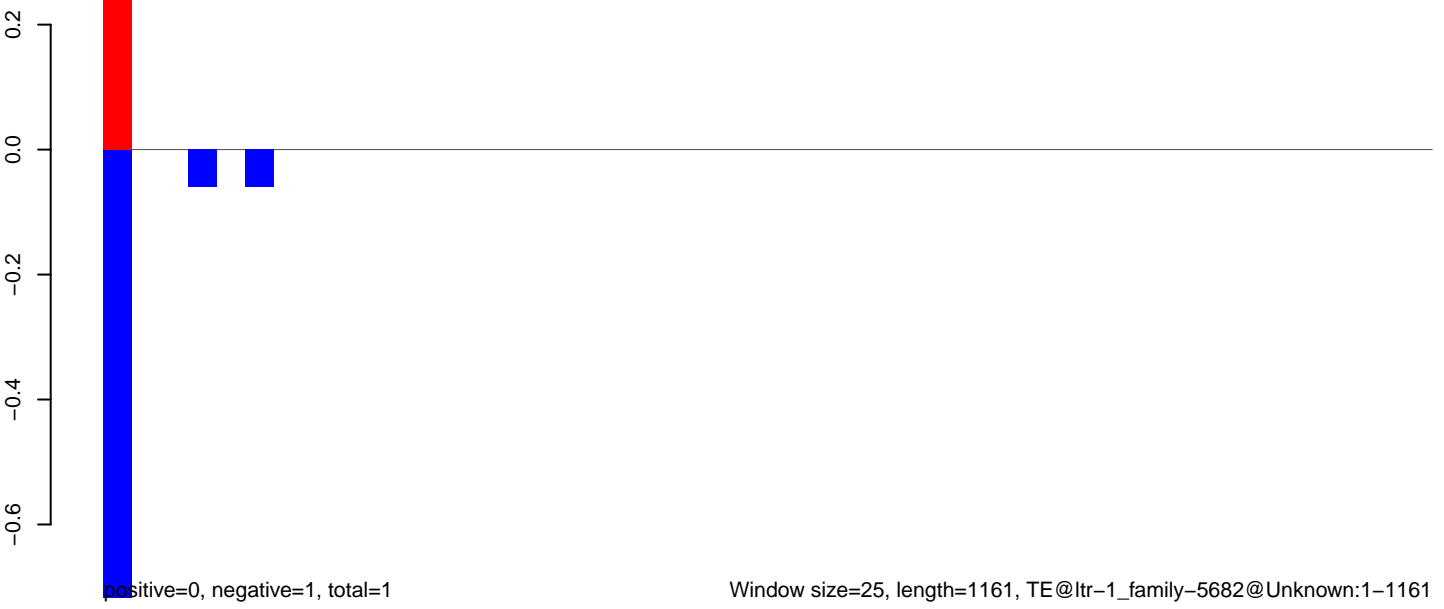 0.2
0.0
−0.2
−0.4
−0.6
positive=0, negative=1, total=1
Window size=25, length=1161, TE@ltr−1_family−5682@Unknown:1−1161